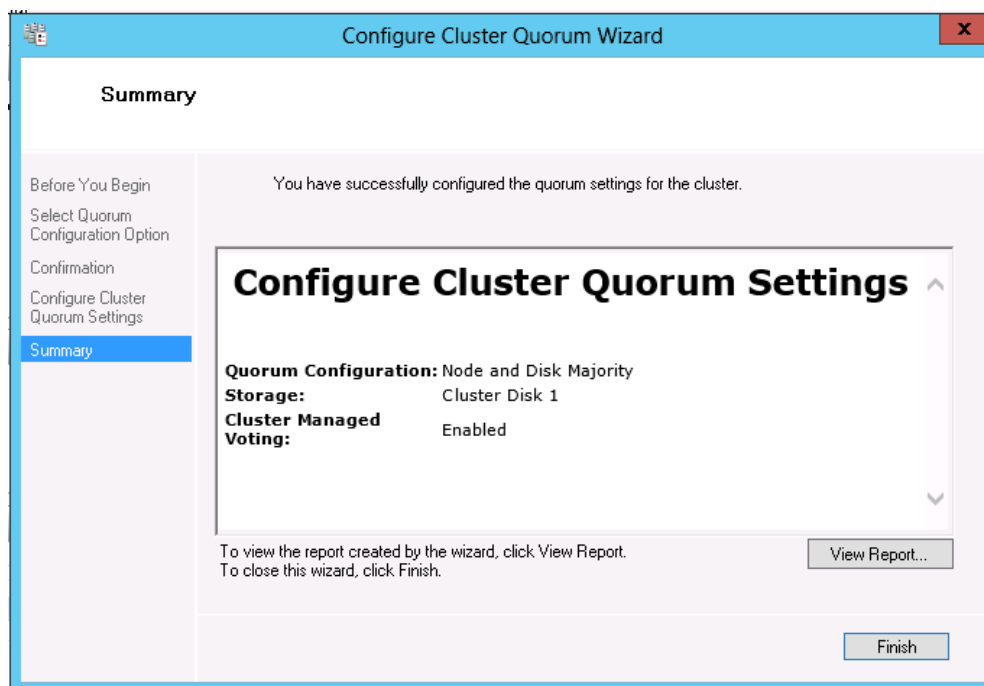 Configure Cluster Quorum Wizard
x
Summary
Before You Begin
Select Quorum
Configuration Option
Confirmation
Configure Cluster
Quorum Settings
Summary
You have successfully configured the quorum settings for the cluster.
Configure Cluster Quorum Settings
Quorum Configuration: Node and Disk Majority
Storage: Cluster Disk 1
Cluster Managed
Voting: Enabled
To view the report created by the wizard, click View Report.
To close this wizard, click Finish.
View Report...
Finish